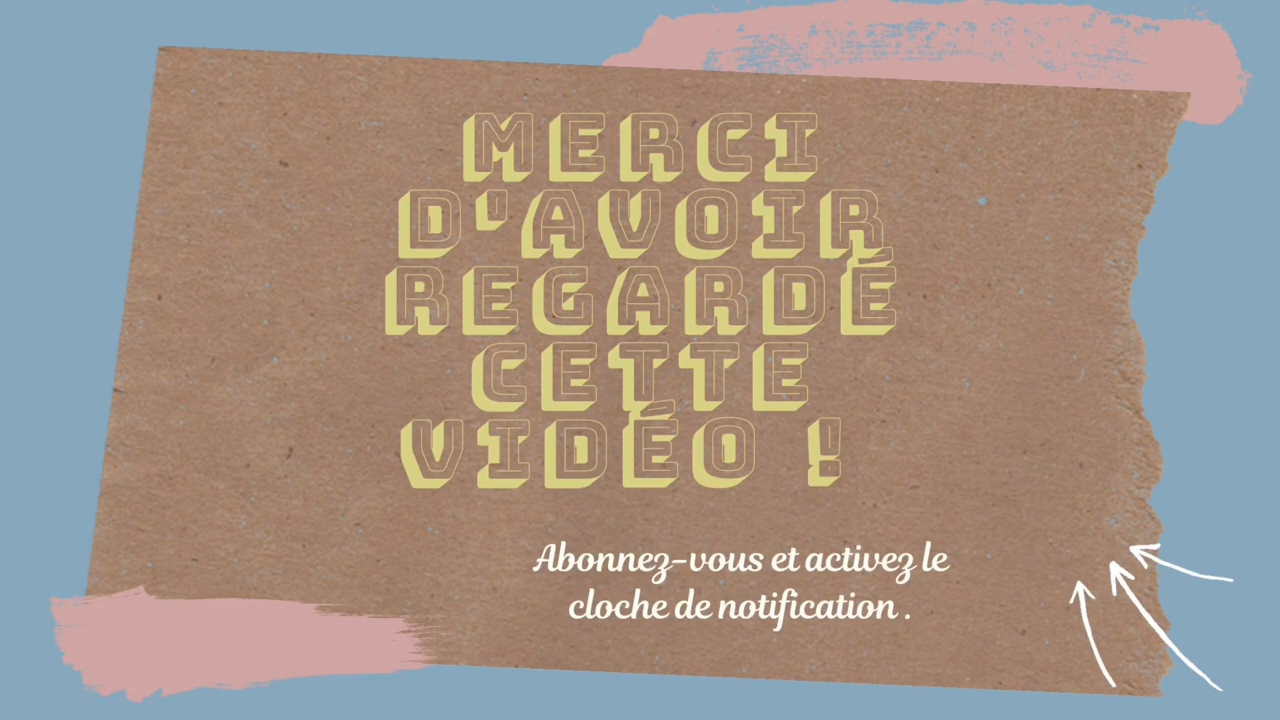 MERCI
D'AVOIR
REGARDÉ
CETTE
VIDÉO !
Abonnez-vous et activez le
cloche de notification .